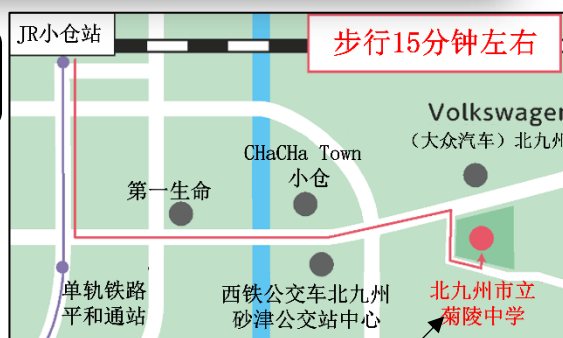 JR小仓站
步行15分钟左右
Volkswagen
（大众汽车）北九州
CHaCHa Town
小仓
第一生命
单轨铁路
平和通站
西铁公交车北九州
砂津公交站中心
北九州市立
菊陵中学